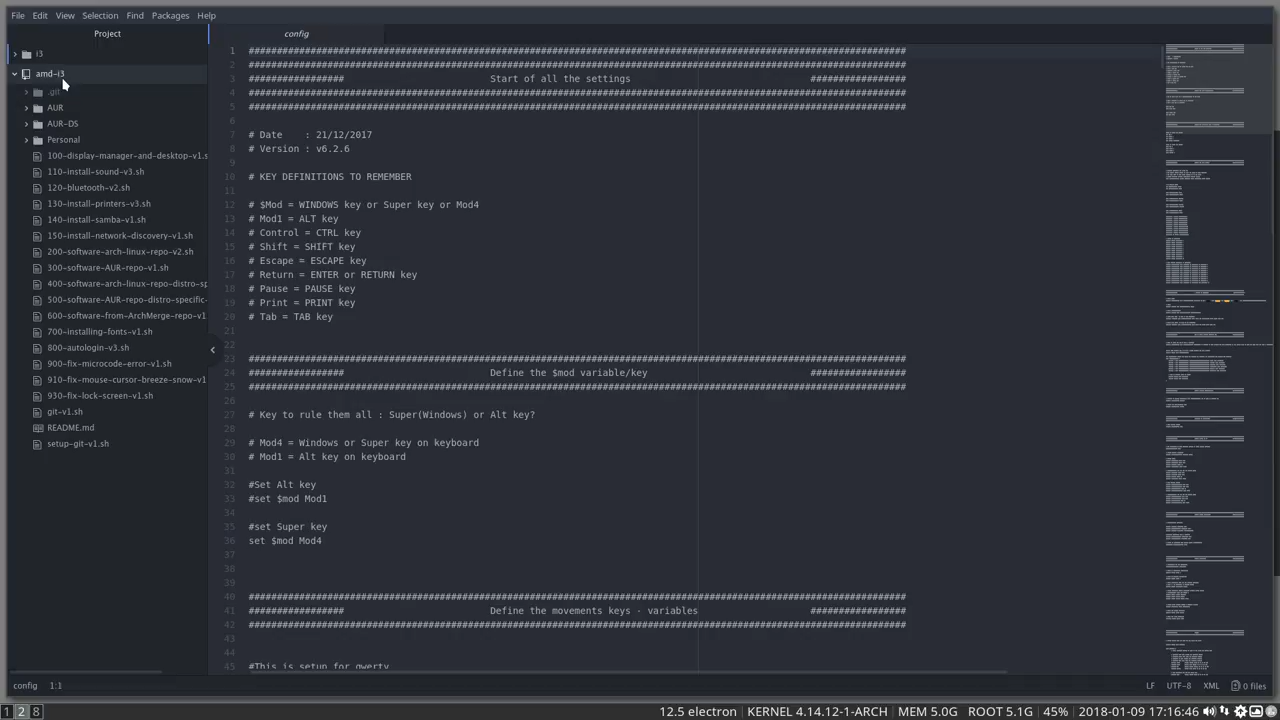 File Edit View Selection Find Packages Help
Project
i3
amd-i3
.git
AUR
AUR-DS
Personal
100-display-manager-and-desktop-v1.s
110-install-sound-v3.sh
120-bluetooth-v2.sh
130-install-printers-v3.sh
140-install-samba-v1.sh
150-install-network-discovery-v1.sh
200-software-arch-linux-repo-v2.sh
300-software-AUR-repo-v1.sh
400-software-arch-linux-repo-distro-sp
500-software-AUR-repo-distro-specific-
600-software-from-ArchMerge-repo-v1
700-installing-fonts-v1.sh
800-autologin-v3.sh
900-fix-microcode-error-v1.sh
910-fix-mouse-cursor-breeze-snow-v1
930-fix-lock-screen-v1.sh
git-v1.sh
README.md
setup-git-v1.sh
config
1 ###############################################################################################
2 ###############################################################################################
3 ################# Start of all the settings #################
4 ###############################################################################################
5 ###############################################################################################
6
7 # Date : 21/12/2017
8 # Version : v6.2.6
9
10 # KEY DEFINITIONS TO REMEMBER
11
12 # $Mod = WINDOWS key or Super key or Mod
13 # Mod1 = ALT key
14 # Control = CTRL key
15 # Shift = SHIFT key
16 # Escape = ESCAPE key
17 # Return = ENTER or RETURN key
18 # Pause = PAUSE key
19 # Print = PRINT key
20 # Tab = TAB key
21
22
23 ###############################################################################################
24 ################# Define the $mod variable/key #################
25 ###############################################################################################
26
27 # Key to rule them all : Super(Windows) or Alt key?
28
29 # Mod4 = Windows or Super key on keyboard
30 # Mod1 = Alt key on keyboard
31
32 #Set Alt key
33 #set $mod Mod1
34
35 #set Super key
36 set $mod Mod4
37
38
39
40 ###############################################################################################
41 ################# Define the movements keys - variables #################
42 ###############################################################################################
43
44
45 #This is setup for qwerty
config 1:1 LF UTF-8 XML 0 files
1 2 8 12.5 electron KERNEL 4.14.12-1-ARCH MEM 5.0G ROOT 5.1G 45% 2018-01-09 17:16:46